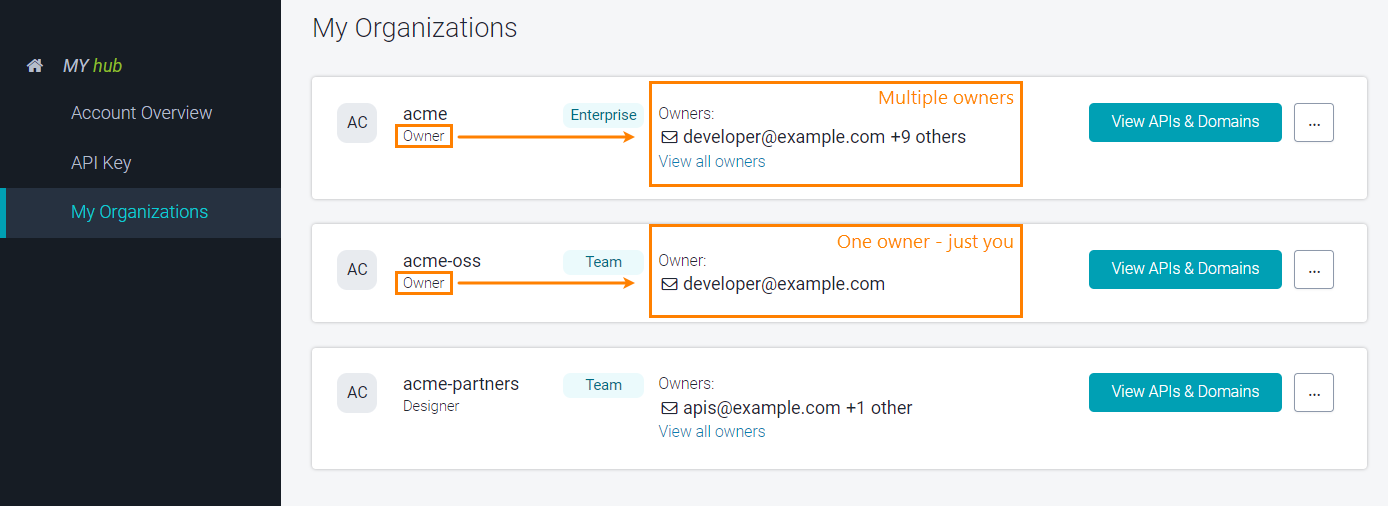 My Organizations
MY hub
Account Overview
API Key
My Organizations
AC
acme
Owner
Enterprise
Multiple owners
Owners:
developer@example.com +9 others
View all owners
View APIs & Domains
...
AC
acme-oss
Owner
Team
One owner - just you
Owner:
developer@example.com
View APIs & Domains
...
AC
acme-partners
Designer
Team
Owners:
apis@example.com +1 other
View all owners
View APIs & Domains
...